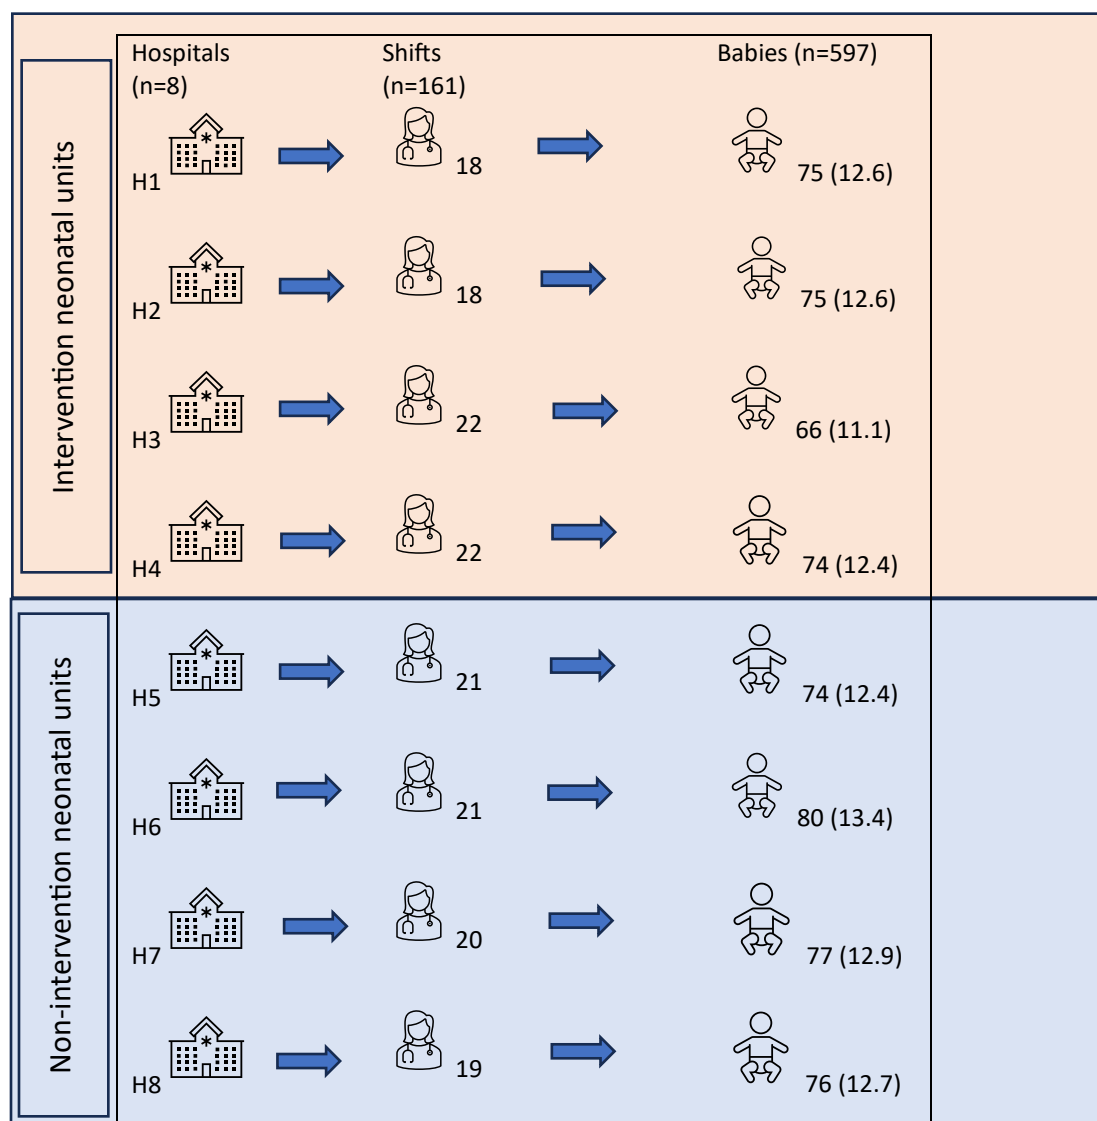 Hospitals
(n=8)
Shifts
(n=161)
Babies (n=597)
Intervention neonatal units
H1
18
75 (12.6)
H2
18
75 (12.6)
H3
22
66 (11.1)
H4
22
74 (12.4)
Non-intervention neonatal units
H5
21
74 (12.4)
H6
21
80 (13.4)
H7
20
77 (12.9)
H8
19
76 (12.7)